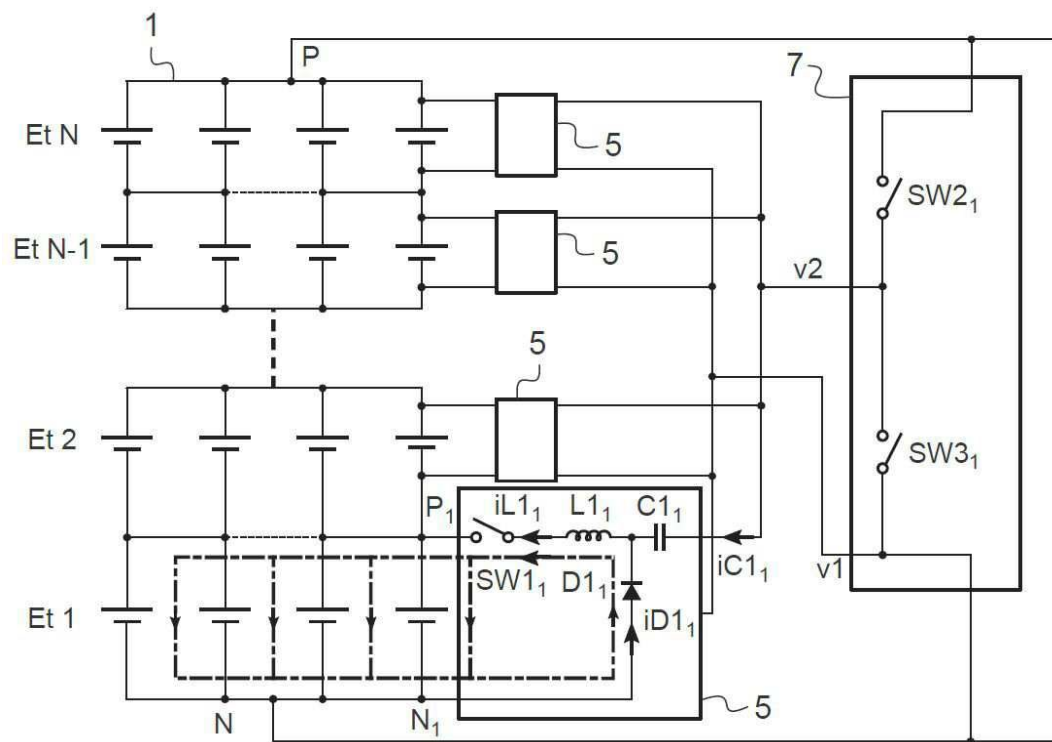 1
P
7
Et N
5
SW2₁
Et N-1
5
v2
5
Et 2
SW3₁
P₁
iL1₁
L1₁
C1₁
SW1₁
D1₁
iC1₁
v1
Et 1
iD1₁
N
N₁
5